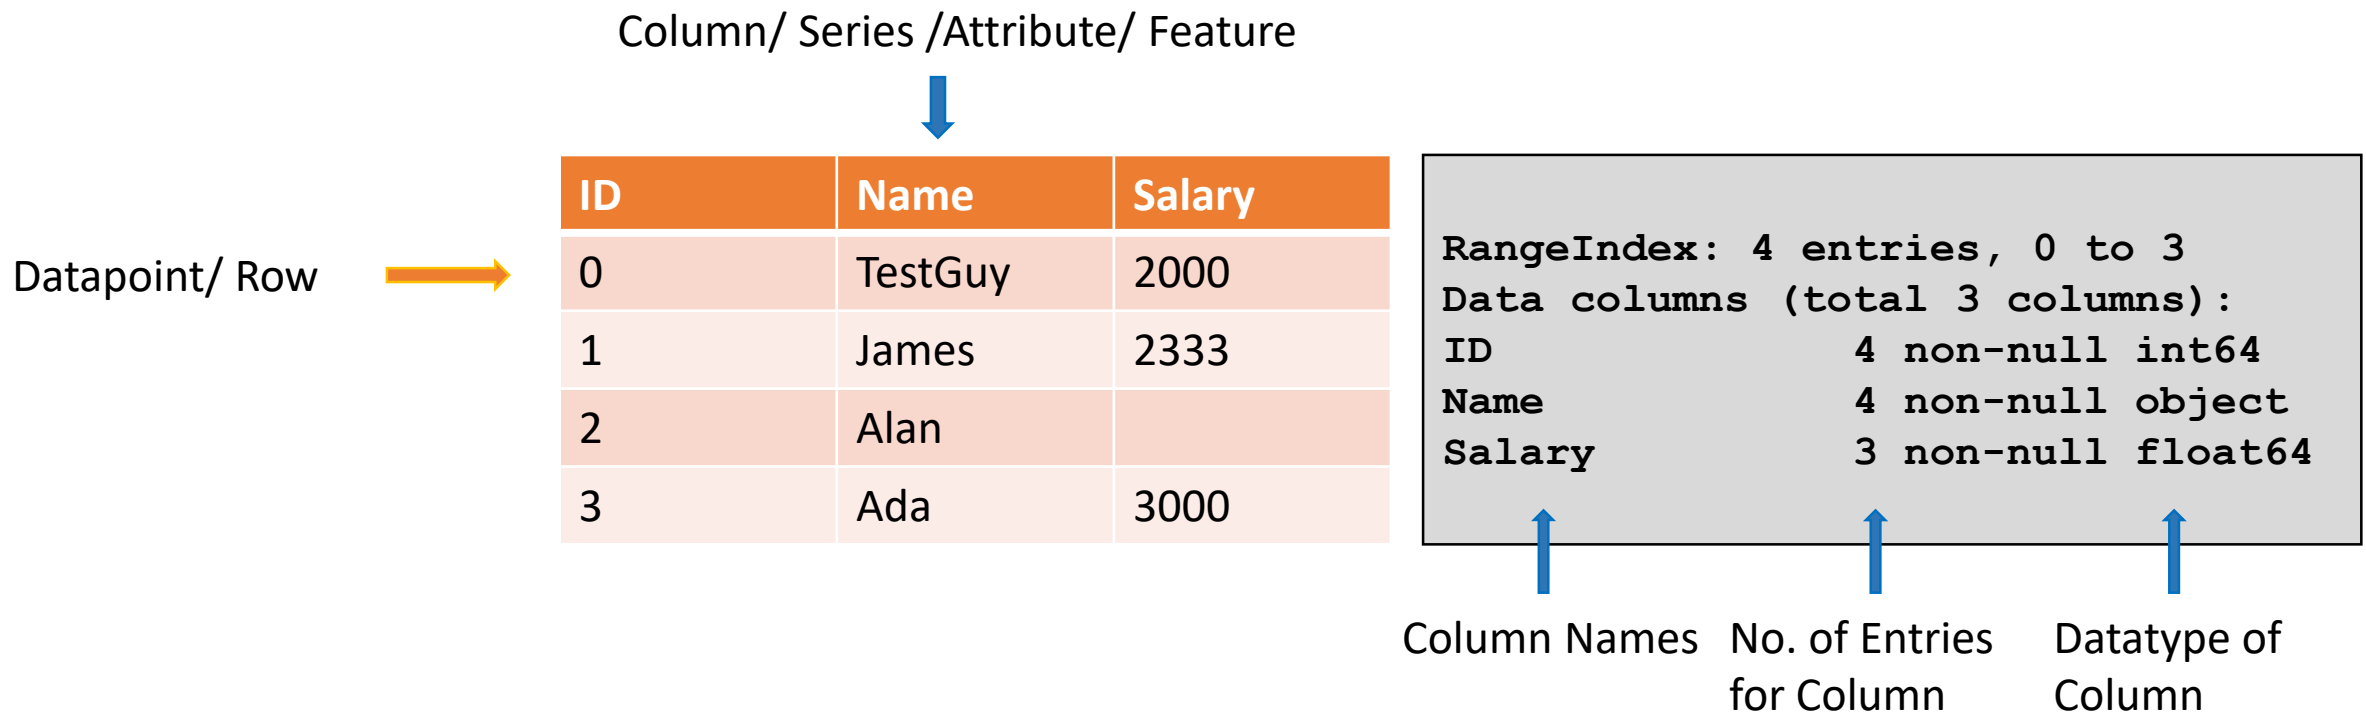 Column/ Series /Attribute/ Feature
ID Name Salary
Datapoint/ Row
0 TestGuy 2000
1 James 2333
2 Alan
3 Ada 3000
RangeIndex: 4 entries, 0 to 3
Data columns (total 3 columns):
ID 4 non-null int64
Name 4 non-null object
Salary 3 non-null float64
Column Names
No. of Entries
for Column
Datatype of
Column